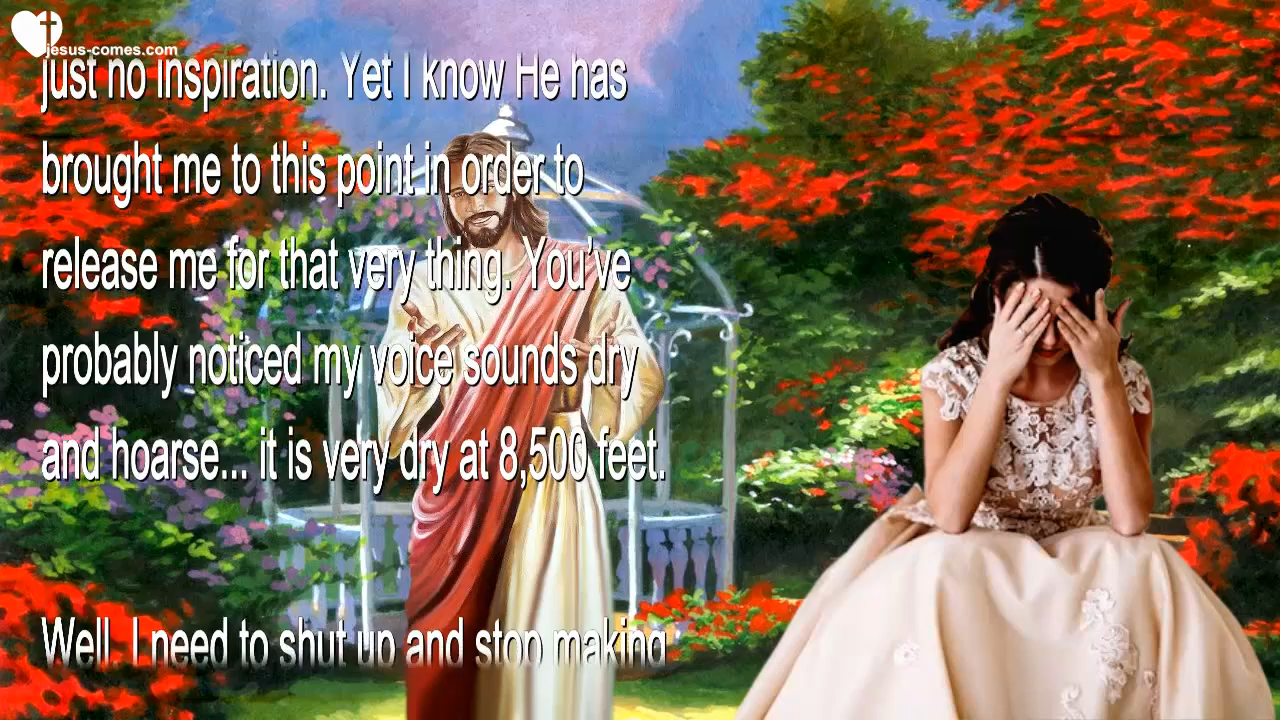 jesus-comes.com
just no inspiration. Yet I know He has
brought me to this point in order to
release me for that very thing. You've
probably noticed my voice sounds dry
and hoarse... it is very dry at 8,500 feet.
Well, I need to shut up and stop making